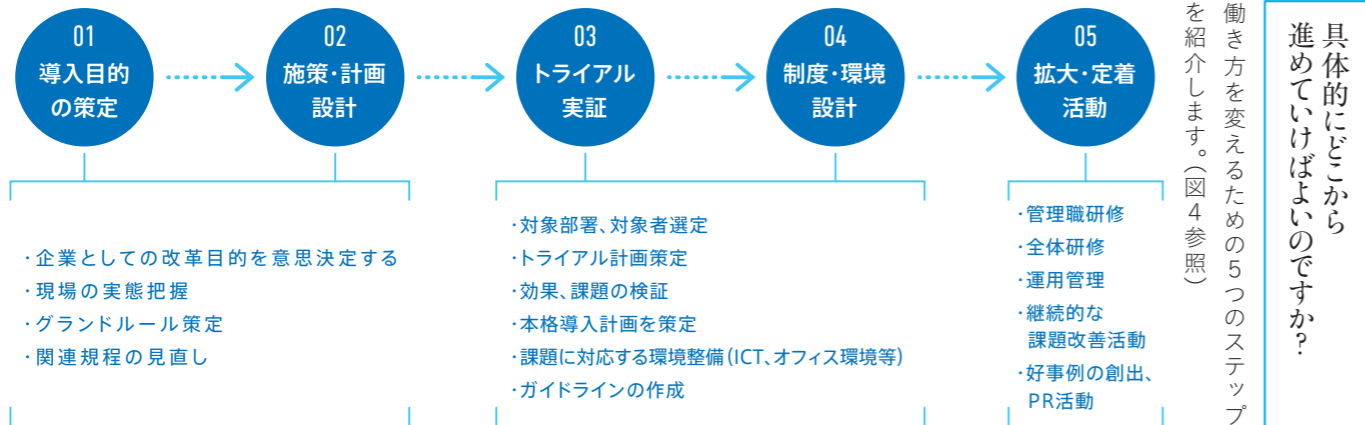 具体的にどこから
進めていけばよいのですか？
働き方を変えるための５つのステップ
を紹介します。（図４参照）
01
導入目的
の策定
02
施策・計画
設計
03
トライアル
実証
04
制度・環境
設計
05
拡大・定着
活動
・企業としての改革目的を意思決定する
・現場の実態把握
・グランドルール策定
・関連規程の見直し
・対象部署、対象者選定
・トライアル計画策定
・効果、課題の検証
・本格導入計画を策定
・課題に対応する環境整備（ICT、オフィス環境等）
・ガイドラインの作成
・管理職研修
・全体研修
・運用管理
・継続的な
課題改善活動
・好事例の創出、
PR活動